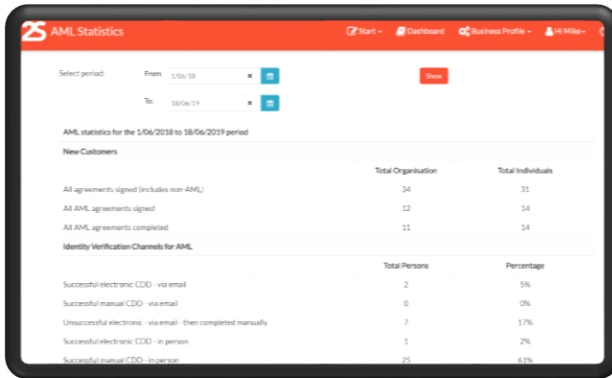 2S AML Statistics Start Dashboard Business Profile Hi Mike
Select period: From: 1/06/18 x Show
To: 18/06/19 x
AML statistics for the 1/06/2018 to 18/06/2019 period
New Customers
Total Organisation Total Individuals
All agreements signed (includes non-AML) 34 31
All AML agreements signed 12 14
All AML agreements completed 11 14
Identity Verification Channels for AML
Total Persons Percentage
Successful electronic CDD - via email 2 5%
Successful manual CDD - via email 0 0%
Unsuccessful electronic - via email - then completed manually 7 17%
Successful electronic CDD - in person 1 2%
Successful manual CDD - in person 25 61%